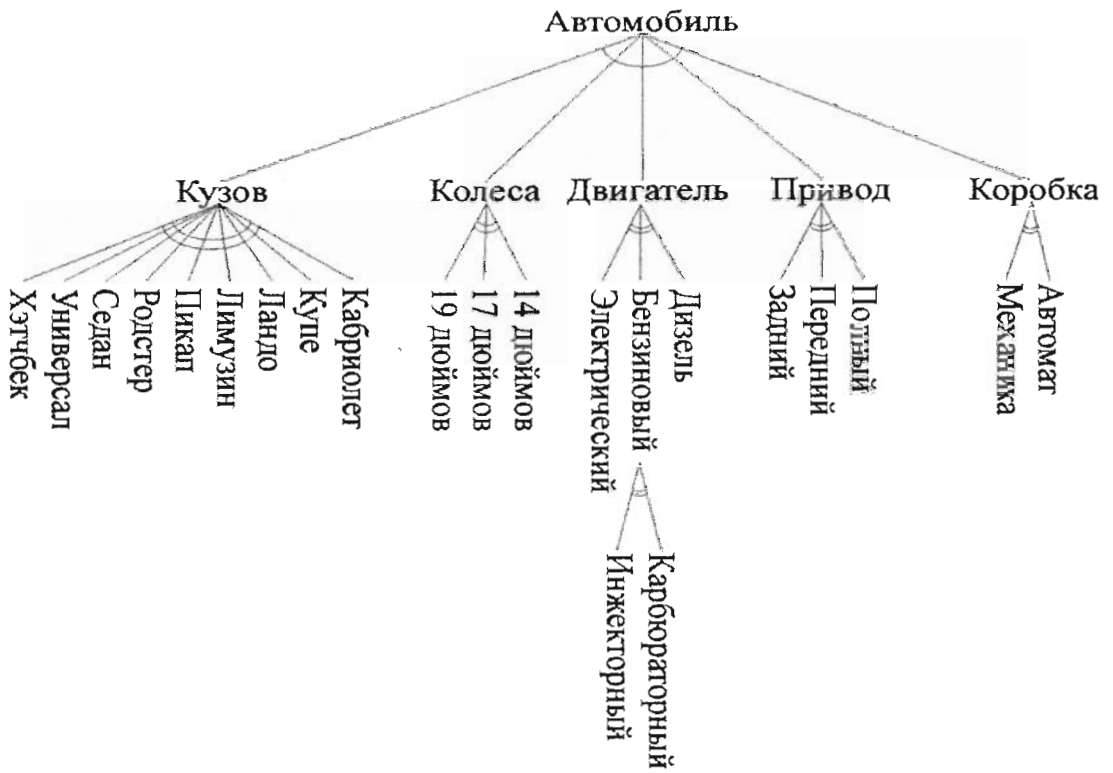 Автомобиль
Кузов
Колеса
Двигатель
Привод
Коробка
Хэтчбек
Универсал
Седан
Родстер
Пикап
Лимузин
Ландо
Купе
Кабриолет
19 дюймов
17 дюймов
14 дюймов
Электрический
Бензиновый
Дизель
Задний
Передний
Полный
Механика
Автомат
Инжекторный
Карбюраторный